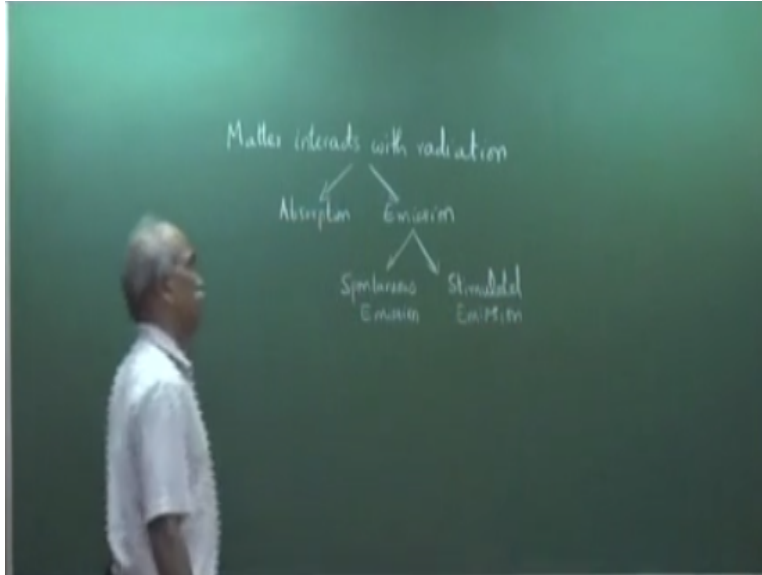 Matter interacts with radiation
Absorption Emission
Spontaneous Stimulated
Emission Emission